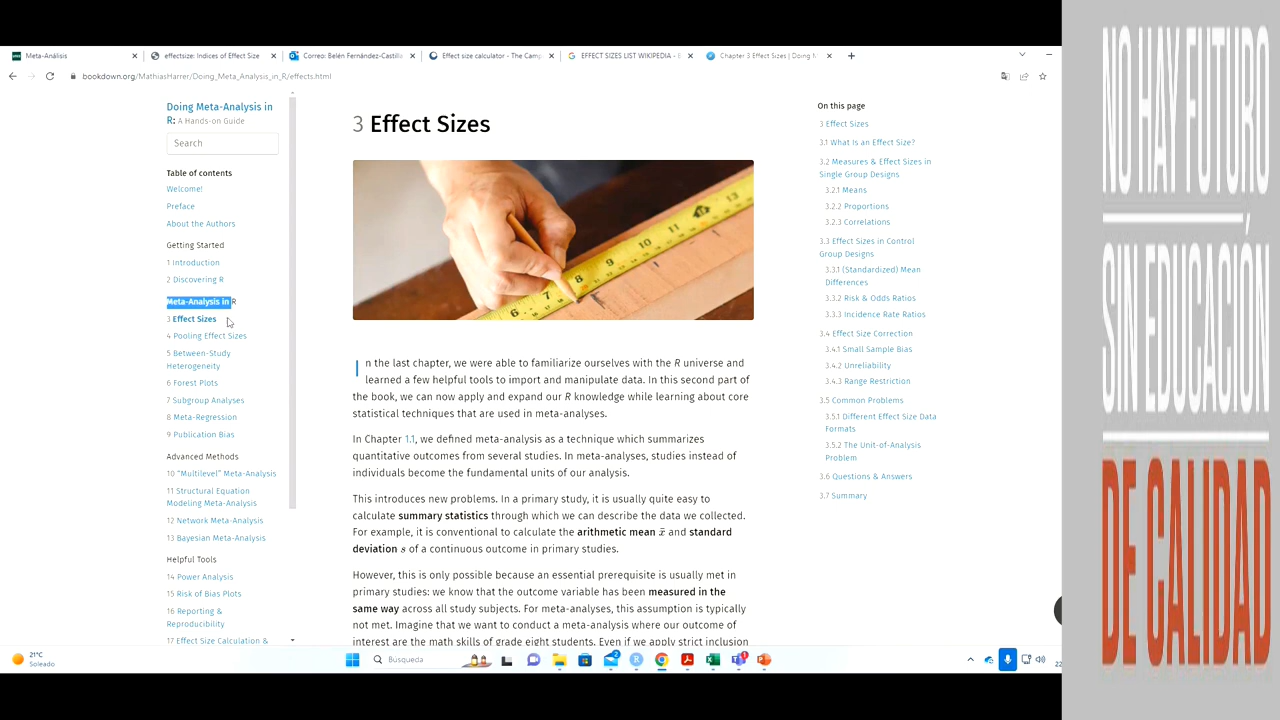 Meta-Análisis
effectsize: Indices of Effect Size
Correo: Belén Fernández-Castill
Effect size calculator - The Camp
EFFECT SIZES LIST WIKIPEDIA - B
Chapter 3 Effect Sizes | Doing M
bookdown.org/MathiasHarrer/Doing_Meta_Analysis_in_R/effects.html
Doing Meta-Analysis in
R: A Hands-on Guide
Search
Table of contents
Welcome!
Preface
About the Authors
Getting Started
1 Introduction
2 Discovering R
Meta-Analysis in R
3 Effect Sizes
4 Pooling Effect Sizes
5 Between-Study
Heterogeneity
6 Forest Plots
7 Subgroup Analyses
8 Meta-Regression
9 Publication Bias
Advanced Methods
10 “Multilevel” Meta-Analysis
11 Structural Equation
Modeling Meta-Analysis
12 Network Meta-Analysis
13 Bayesian Meta-Analysis
Helpful Tools
14 Power Analysis
15 Risk of Bias Plots
16 Reporting &
Reproducibility
17 Effect Size Calculation &
3 Effect Sizes
6 7 8 9 10 11
In the last chapter, we were able to familiarize ourselves with the R universe and
learned a few helpful tools to import and manipulate data. In this second part of
the book, we can now apply and expand our R knowledge while learning about core
statistical techniques that are used in meta-analyses.
In Chapter 1.1, we defined meta-analysis as a technique which summarizes
quantitative outcomes from several studies. In meta-analyses, studies instead of
individuals become the fundamental units of our analysis.
This introduces new problems. In a primary study, it is usually quite easy to
calculate summary statistics through which we can describe the data we collected.
For example, it is conventional to calculate the arithmetic mean x̄ and standard
deviation s of a continuous outcome in primary studies.
However, this is only possible because an essential prerequisite is usually met in
primary studies: we know that the outcome variable has been measured in the
same way across all study subjects. For meta-analyses, this assumption is typically
not met. Imagine that we want to conduct a meta-analysis where our outcome of
interest are the math skills of grade eight students. Even if we apply strict inclusion
On this page
3 Effect Sizes
3.1 What Is an Effect Size?
3.2 Measures & Effect Sizes in
Single Group Designs
3.2.1 Means
3.2.2 Proportions
3.2.3 Correlations
3.3 Effect Sizes in Control
Group Designs
3.3.1 (Standardized) Mean
Differences
3.3.2 Risk & Odds Ratios
3.3.3 Incidence Rate Ratios
3.4 Effect Size Correction
3.4.1 Small Sample Bias
3.4.2 Unreliability
3.4.3 Range Restriction
3.5 Common Problems
3.5.1 Different Effect Size Data
Formats
3.5.2 The Unit-of-Analysis
Problem
3.6 Questions & Answers
3.7 Summary
21°C
Soleado
Búsqueda
2
1
22
NO HAY FUTURO
SIN EDUCACIÓN
DE CALIDAD